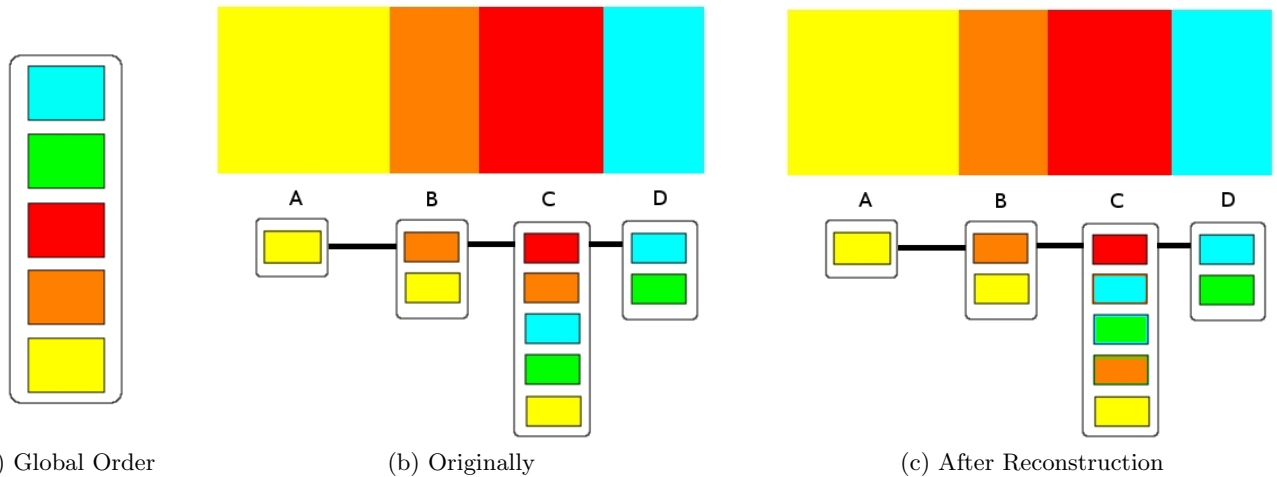 A B C D
A B C D
) Global Order
(b) Originally
(c) After Reconstruction